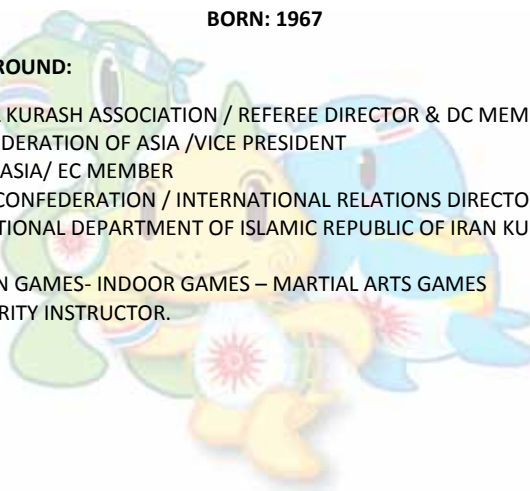 BORN: 1967
ROUND:
KURASH ASSOCIATION / REFEREE DIRECTOR & DC MEM
DERATION OF ASIA /VICE PRESIDENT
ASIA/ EC MEMBER
CONFEDERATION / INTERNATIONAL RELATIONS DIRECTO
TIONAL DEPARTMENT OF ISLAMIC REPUBLIC OF IRAN KU
N GAMES- INDOOR GAMES – MARTIAL ARTS GAMES
RITY INSTRUCTOR.